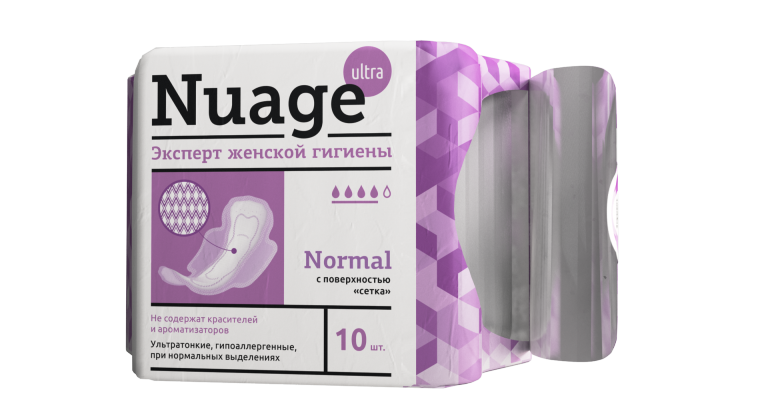 ultra
Nuage
Эксперт женской гигиены
Normal
с поверхностью
«сетка»
Не содержат красителей
и ароматизаторов
Ультратонкие, гипоаллергенные,
при нормальных выделениях
10 шт.